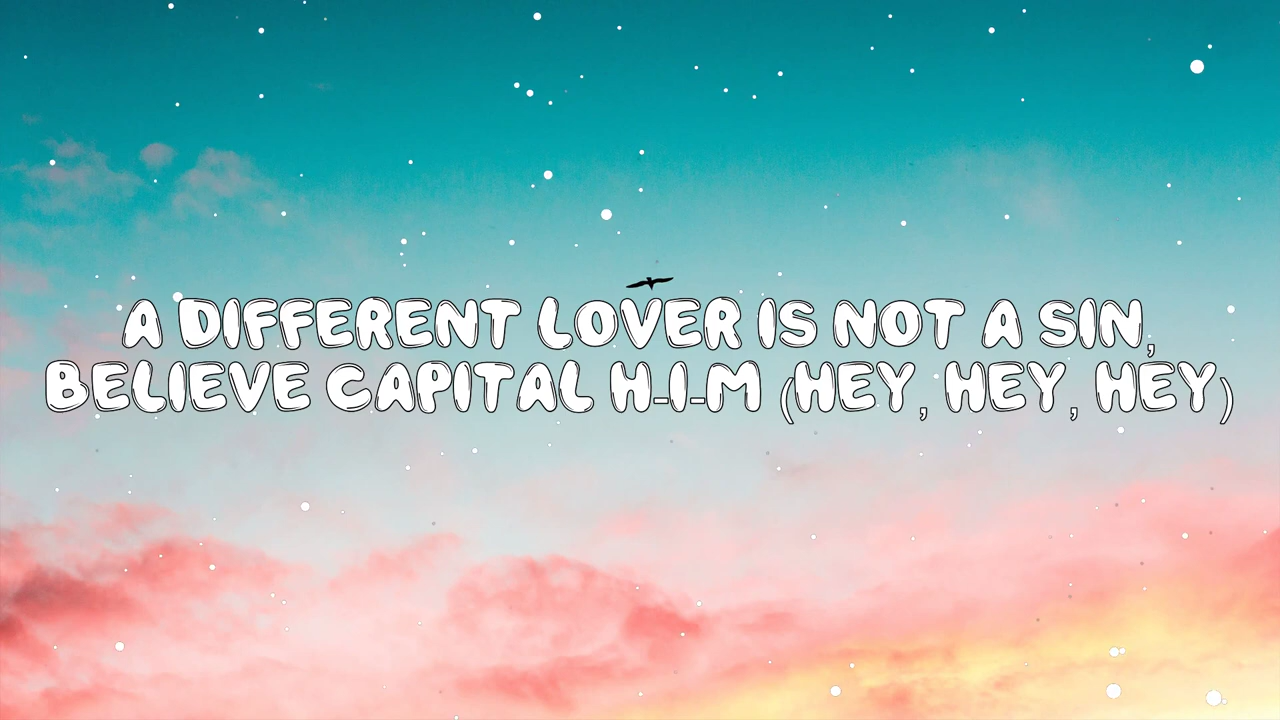 A DIFFERENT LOVER IS NOT A SIN,
BELIEVE CAPITAL H-I-M (HEY, HEY, HEY)